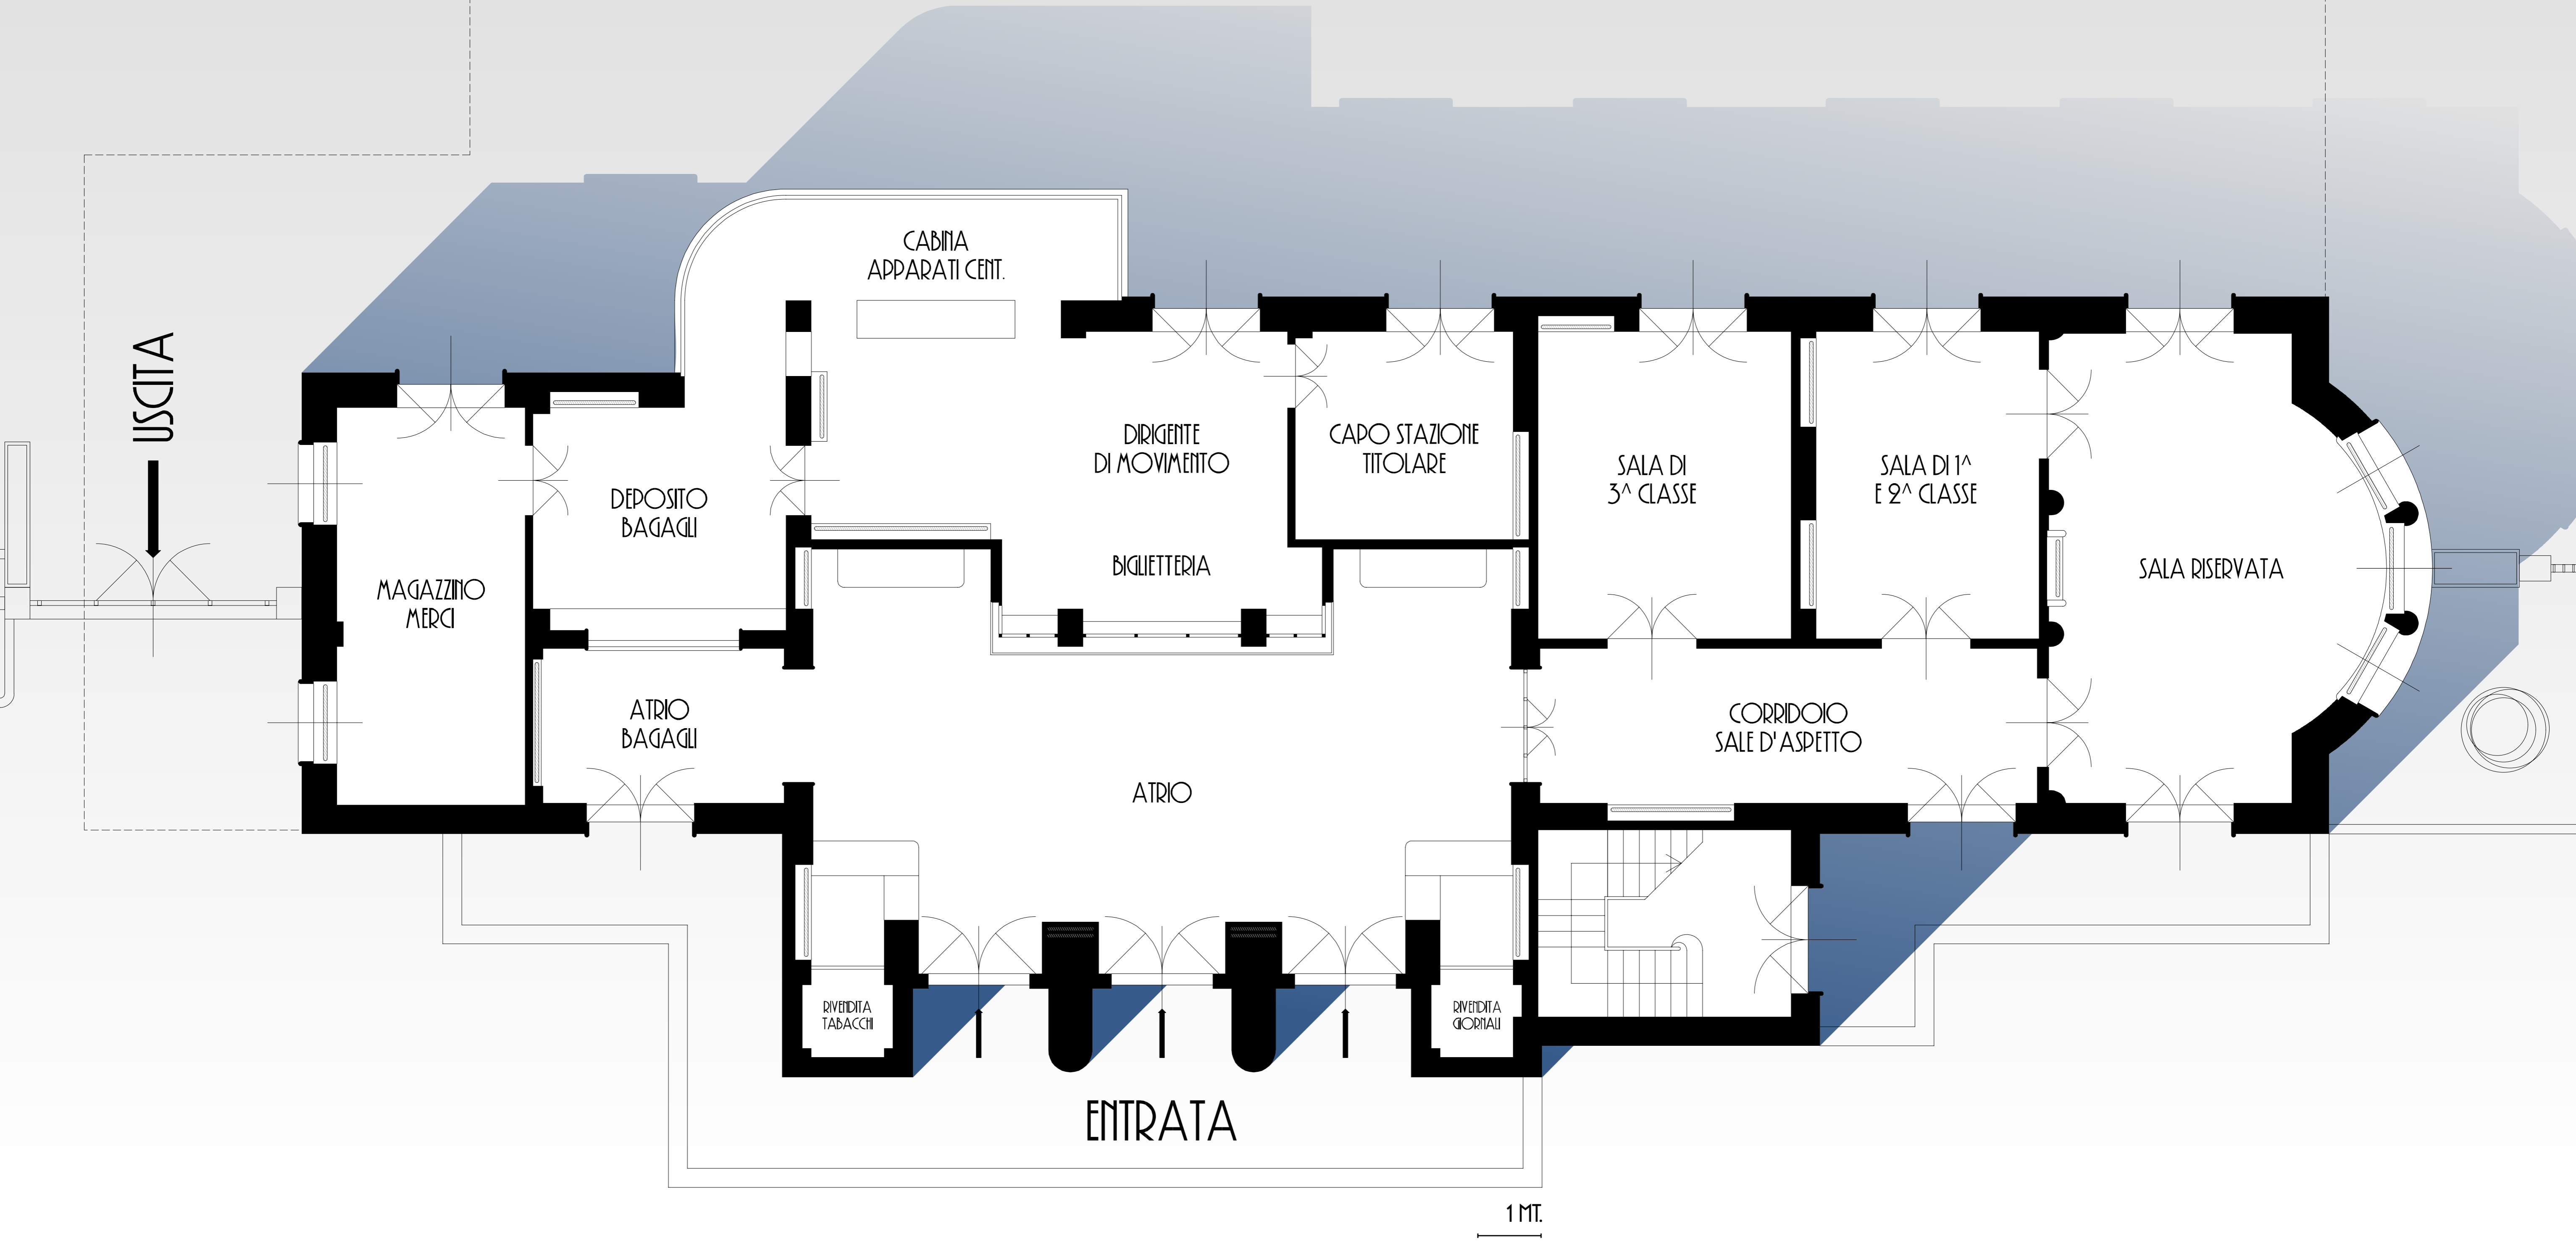 CABINA
APPARATI CENT.
USCITA
DIRIGENTE
DI MOVIMENTO
CAPO STAZIONE
TITOLARE
SALA DI
3^ CLASSE
SALA DI 1^
E 2^ CLASSE
DEPOSITO
BAGAGLI
BIGLIETTERIA
SALA RISERVATA
MAGAZZINO
MERCI
ATRIO
BAGAGLI
CORRIDOIO
SALE D'ASPETTO
ATRIO
RIVENDITA
TABACCHI
RIVENDITA
GIORNALI
ENTRATA
1 MT.